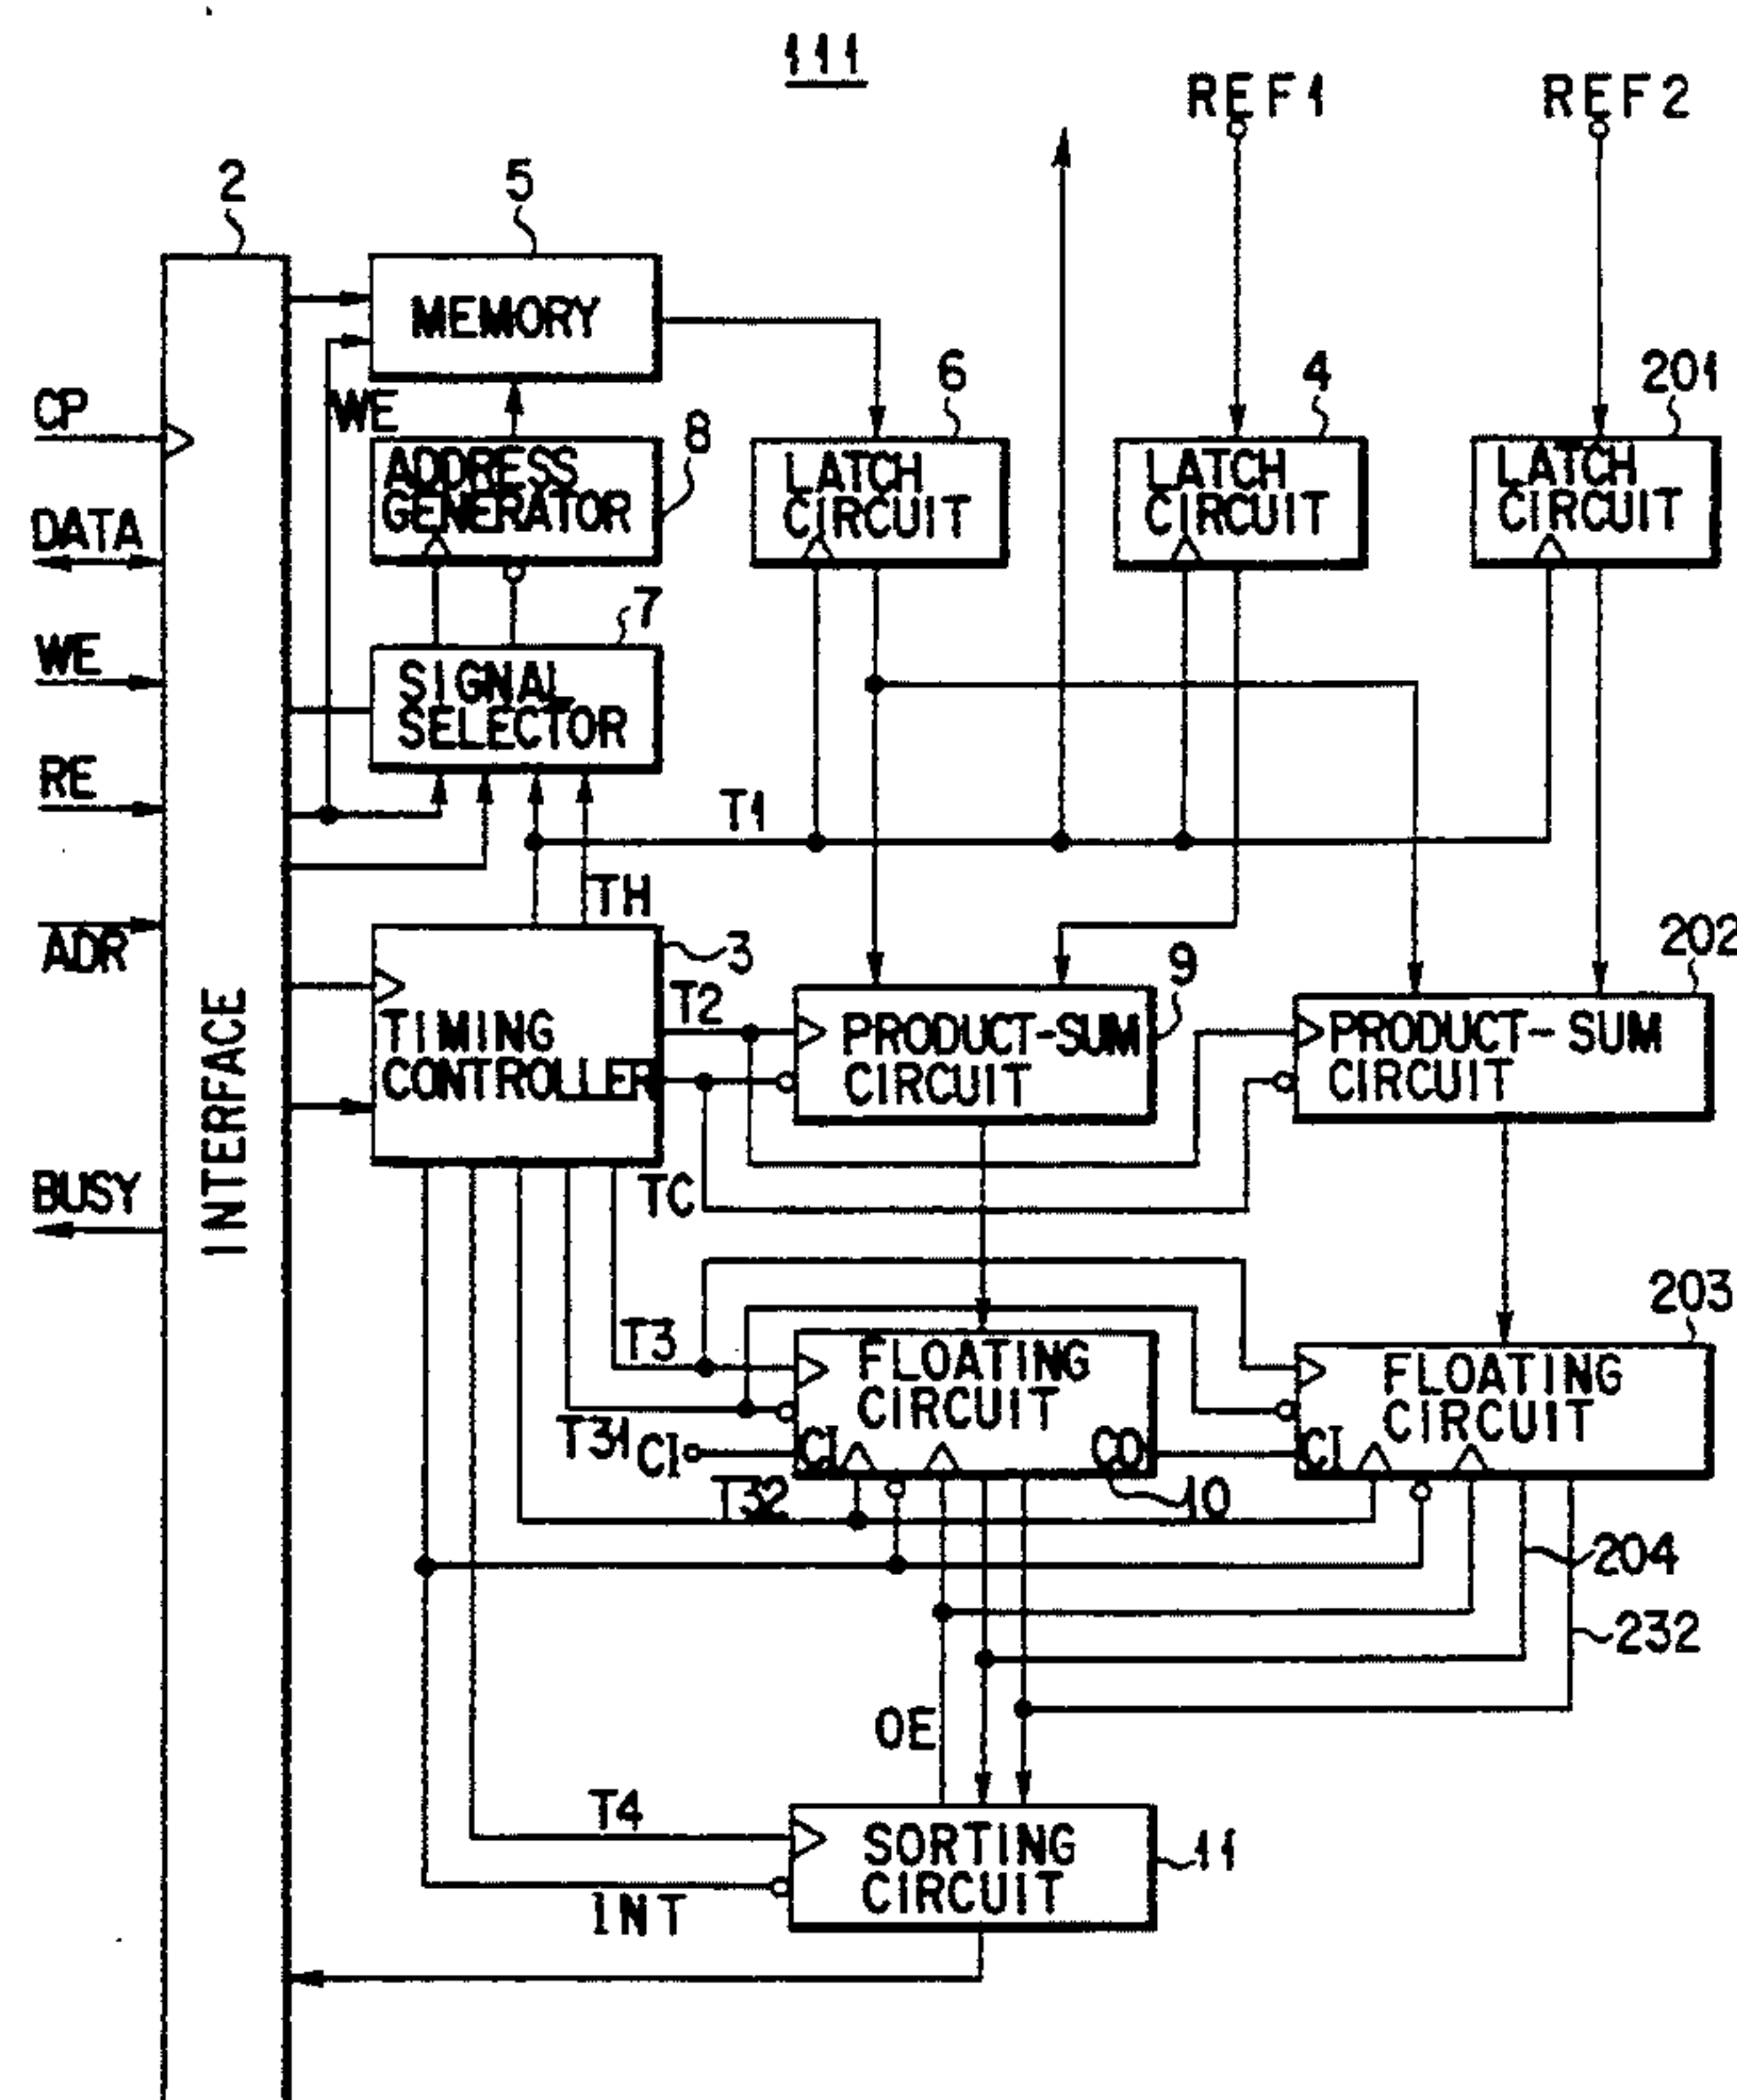 111
REF1
REF2
2
5
MEMORY
6
4
201
CP
WE
8
ADDRESS
GENERATOR
LATCH
CIRCUIT
LATCH
CIRCUIT
LATCH
CIRCUIT
DATA
7
WE
SIGNAL
SELECTOR
RE
T1
TH
ADR
3
T2
9
202
INTERFACE
TIMING
CONTROLLER
PRODUCT-SUM
CIRCUIT
PRODUCT-SUM
CIRCUIT
BUSY
TC
203
T3
FLOATING
CIRCUIT
FLOATING
CIRCUIT
T31
CI
CI
CO
CI
T32
10
204
232
OE
T4
SORTING
CIRCUIT
11
INT